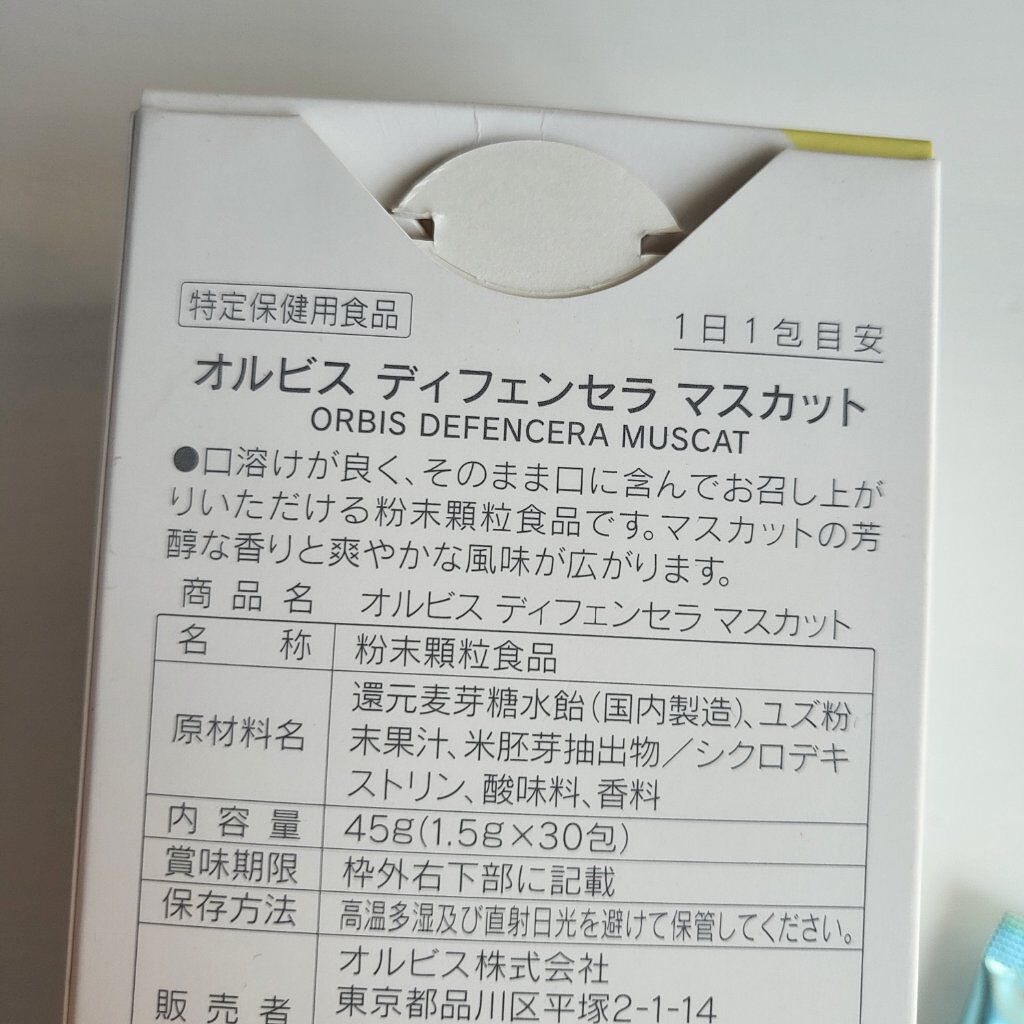 特定保健用食品
1日1包目安
オルビス ディフェンセラ マスカット
ORBIS DEFENCERA MUSCAT
●口溶けが良く、そのまま口に含んでお召し上が
りいただける粉末顆粒食品です。マスカットの芳
醇な香りと爽やかな風味が広がります。
商品名 オルビス ディフェンセラ マスカット
名称 粉末顆粒食品
原材料名 還元麦芽糖水飴(国内製造)、ユズ粉
末果汁、米胚芽抽出物/シクロデキ
ストリン、酸味料、香料
内容量 45g(1.5g×30包)
賞味期限 枠外右下部に記載
保存方法 高温多湿及び直射日光を避けて保管してください。
販売者 オルビス株式会社
東京都品川区平塚2-1-14